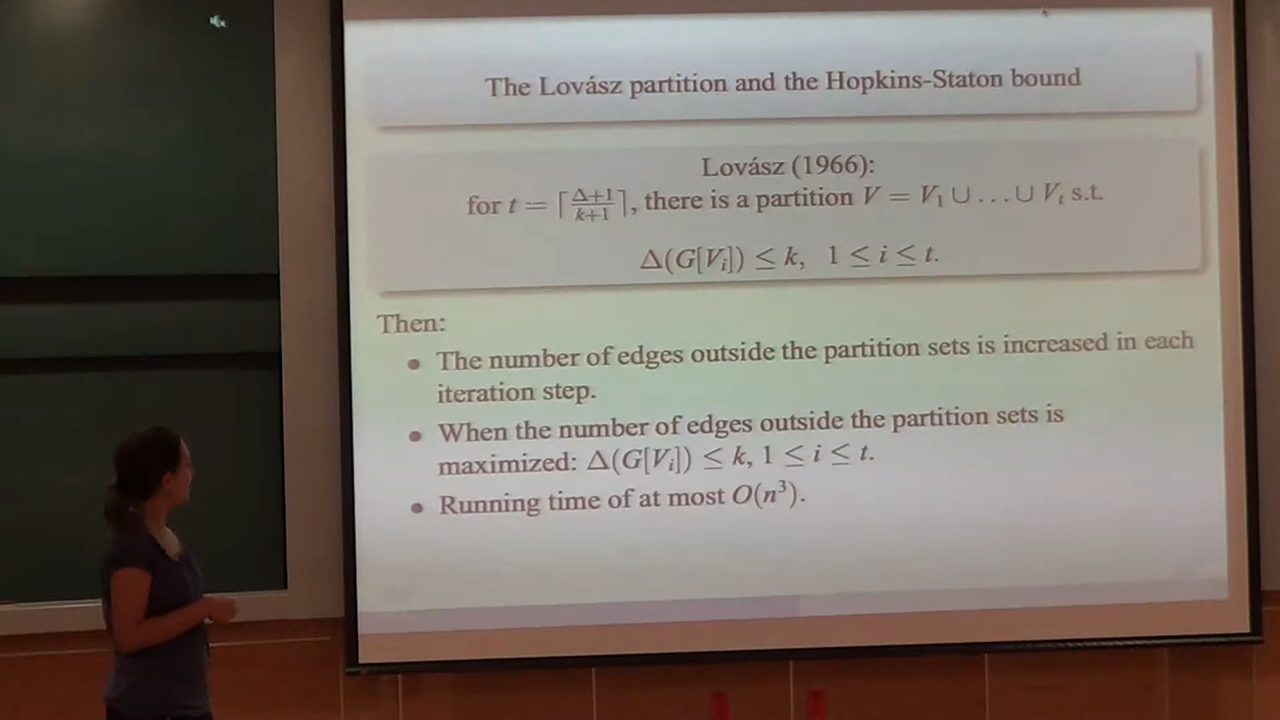 The Lovász partition and the Hopkins-Staton bound
Lovász (1966):
for t = ⌈(Δ+1)/(k+1)⌉, there is a partition V = V₁ ∪ … ∪ Vₜ s.t.
Δ(G[Vᵢ]) ≤ k, 1 ≤ i ≤ t.
Then:
• The number of edges outside the partition sets is increased in each
iteration step.
• When the number of edges outside the partition sets is
maximized: Δ(G[Vᵢ]) ≤ k, 1 ≤ i ≤ t.
• Running time of at most O(n³).